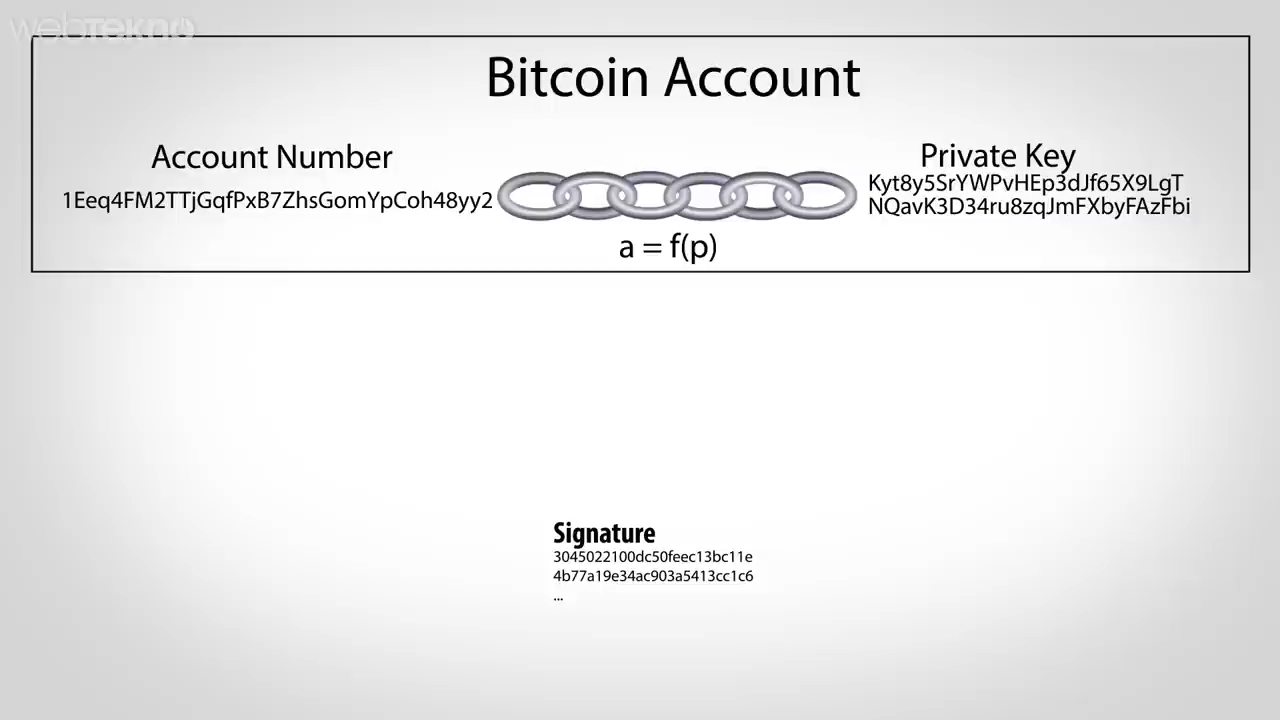 webtekno
Bitcoin Account
Account Number
Private Key
1Eeq4FM2TTjGqfPxB7ZhsGomYpCoh48yy2
Kyt8y5SrYWPvHEp3dJf65X9LgT
NQavK3D34ru8zqJmFXbyFAzFbi
a = f(p)
Signature
3045022100dc50feec13bc11e
4b77a19e34ac903a5413cc1c6
...